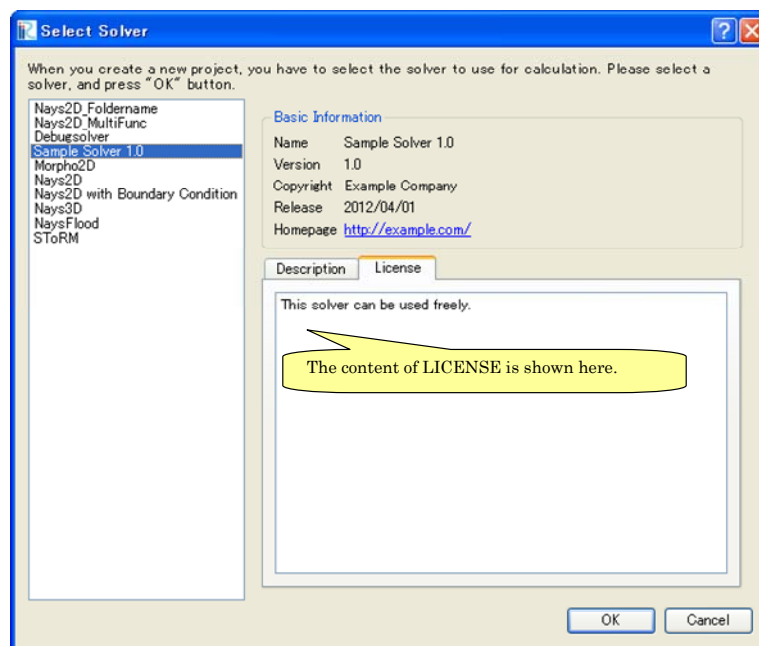 Select Solver
When you create a new project, you have to select the solver to use for calculation. Please select a
solver, and press "OK" button.
Nays2D_Foldername
Nays2D_MultiFunc
Debugsolver
Sample Solver 1.0
Morpho2D
Nays2D
Nays2D with Boundary Condition
Nays3D
NaysFlood
SToRM
Basic Information
Name Sample Solver 1.0
Version 1.0
Copyright Example Company
Release 2012/04/01
Homepage http://example.com/
Description License
This solver can be used freely.
The content of LICENSE is shown here.
OK Cancel